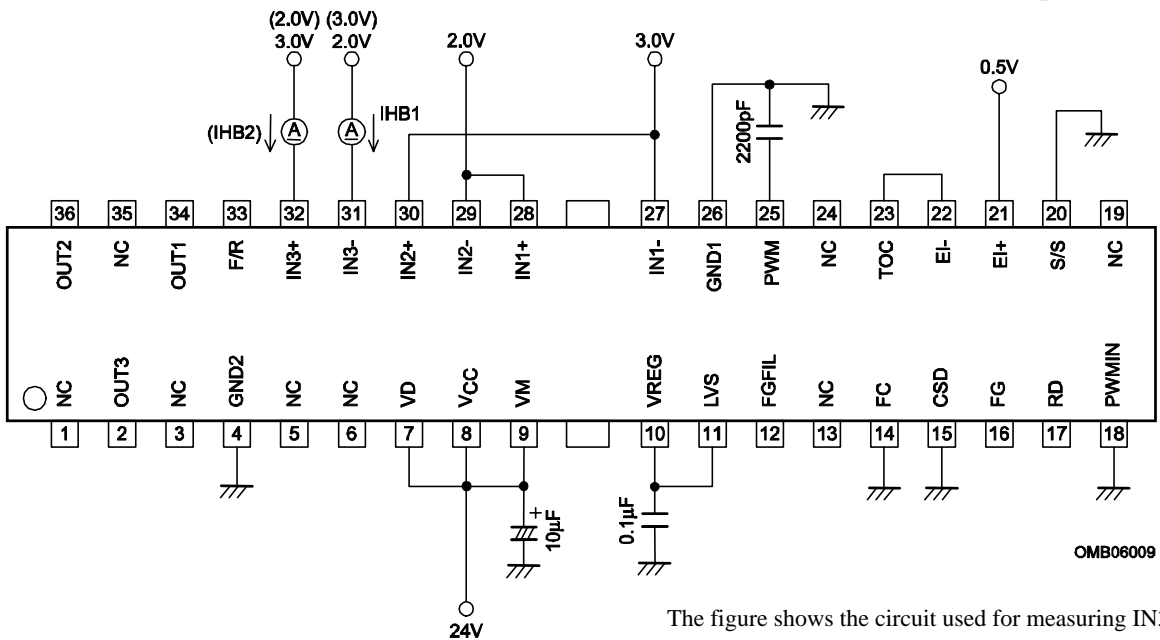 (2.0V) (3.0V)
3.0V 2.0V 2.0V 3.0V
0.5V
(IHB2) A A IHB1
2200pF
36 35 34 33 32 31 30 29 28 27 26 25 24 23 22 21 20 19
OUT2 NC OUT1 F/R IN3+ IN3- IN2+ IN2- IN1+ IN1- GND1 PWM NC TOC EI- EI+ S/S NC
NC OUT3 NC GND2 NC NC VD VCC VM VREG LVS FGFIL NC FC CSD FG RD PWMIN
1 2 3 4 5 6 7 8 9 10 11 12 13 14 15 16 17 18
+
10μF 0.1μF
OMB06009
24V
The figure shows the circuit used for measuring